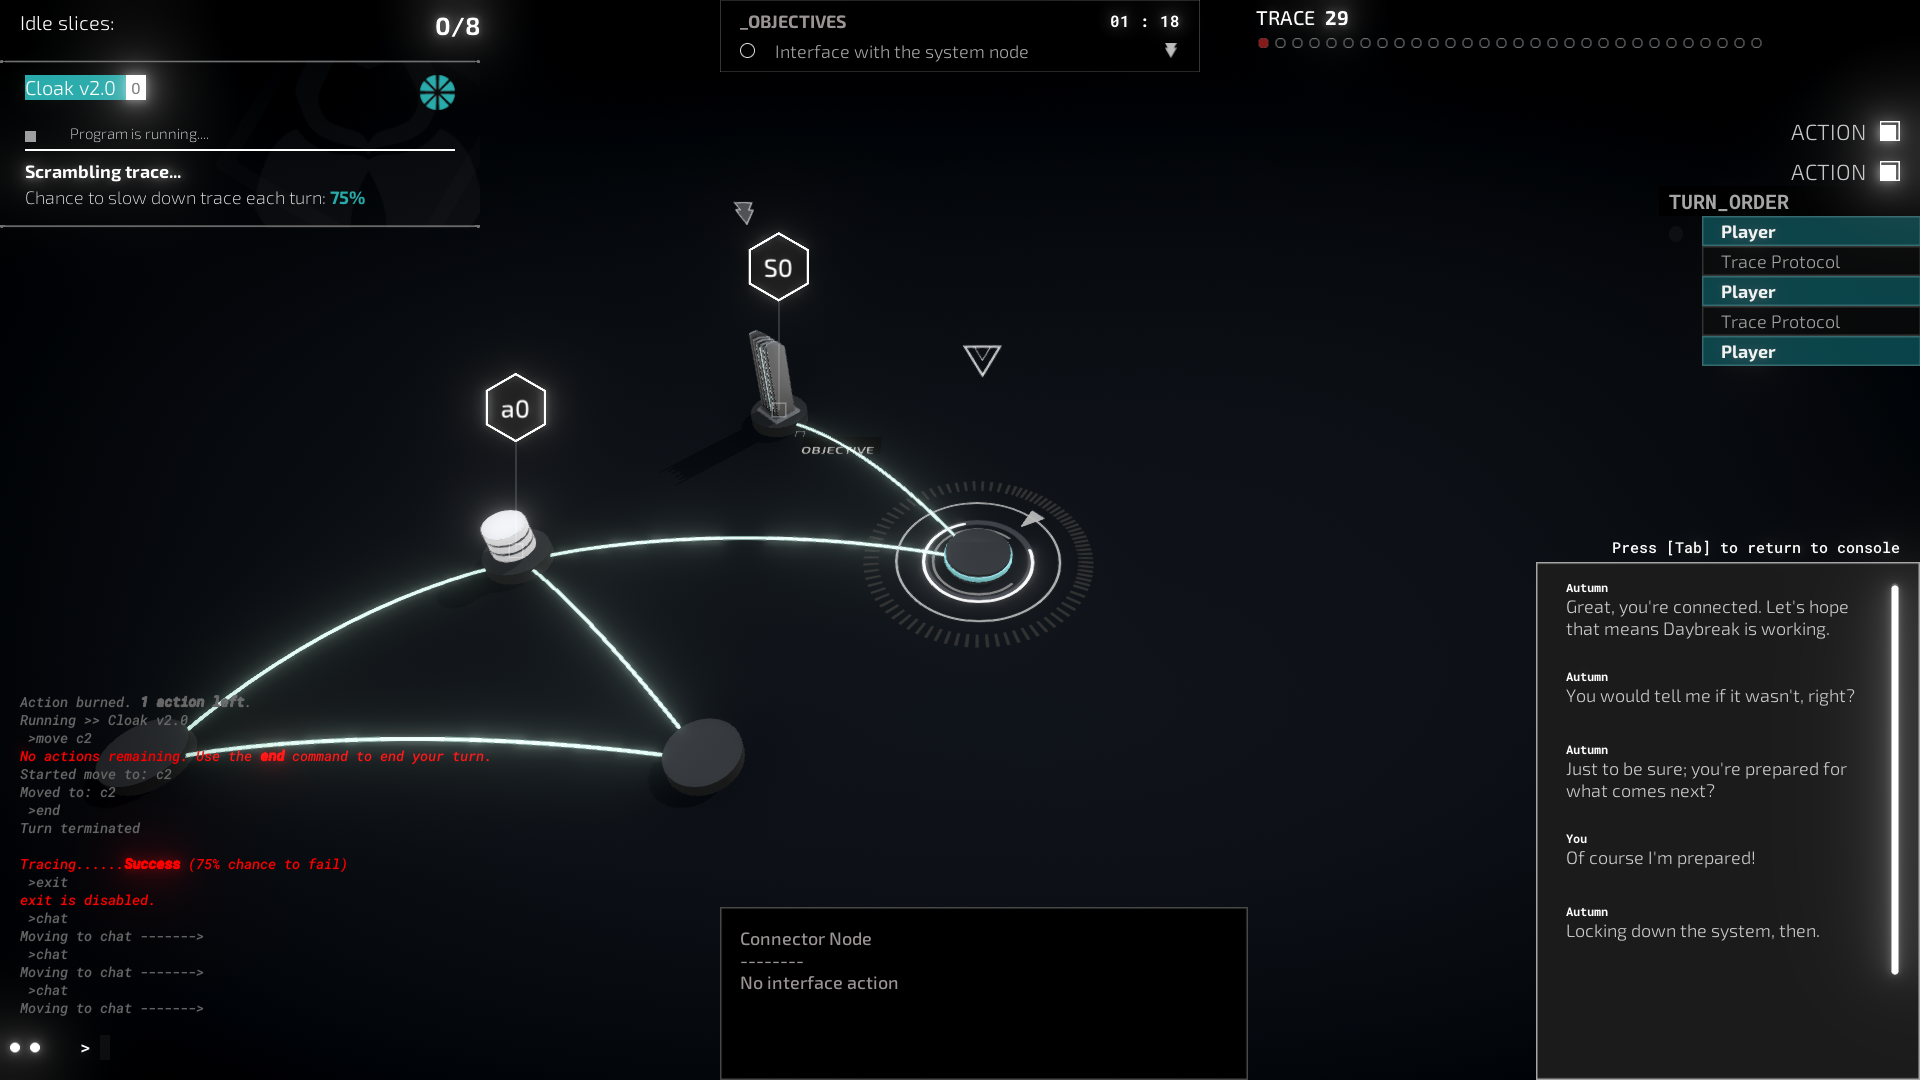 Idle slices:
0/8
Cloak v2.0 0
Program is running....
Scrambling trace...
Chance to slow down trace each turn: 75%
_OBJECTIVES
01 : 18
Interface with the system node
TRACE 29
ACTION
ACTION
TURN_ORDER
Player
Trace Protocol
Player
Trace Protocol
Player
S0
a0
OBJECTIVE
Action burned. 1 action left.
Running >> Cloak v2.0
>move c2
No actions remaining. Use the end command to end your turn.
Started move to: c2
Moved to: c2
>end
Turn terminated
Tracing......Success (75% chance to fail)
>exit
exit is disabled.
>chat
Moving to chat ------->
>chat
Moving to chat ------->
>chat
Moving to chat ------->
>
Connector Node
--------
No interface action
Press [Tab] to return to console
Autumn
Great, you're connected. Let's hope
that means Daybreak is working.
Autumn
You would tell me if it wasn't, right?
Autumn
Just to be sure; you're prepared for
what comes next?
You
Of course I'm prepared!
Autumn
Locking down the system, then.